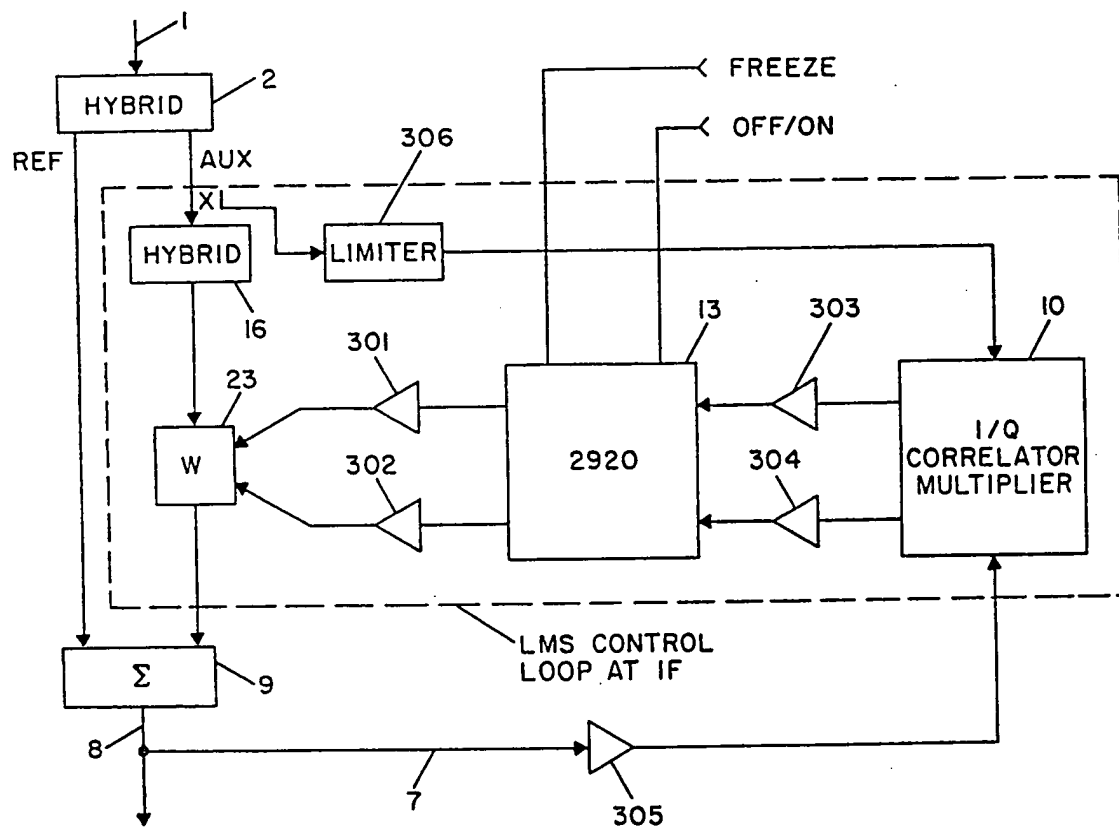 1
HYBRID
2
REF
AUX
306
FREEZE
OFF/ON
X
HYBRID
LIMITER
16
301
13
303
10
23
W
302
2920
304
I/Q
CORRELATOR
MULTIPLIER
LMS CONTROL
LOOP AT IF
Σ
9
8
7
305